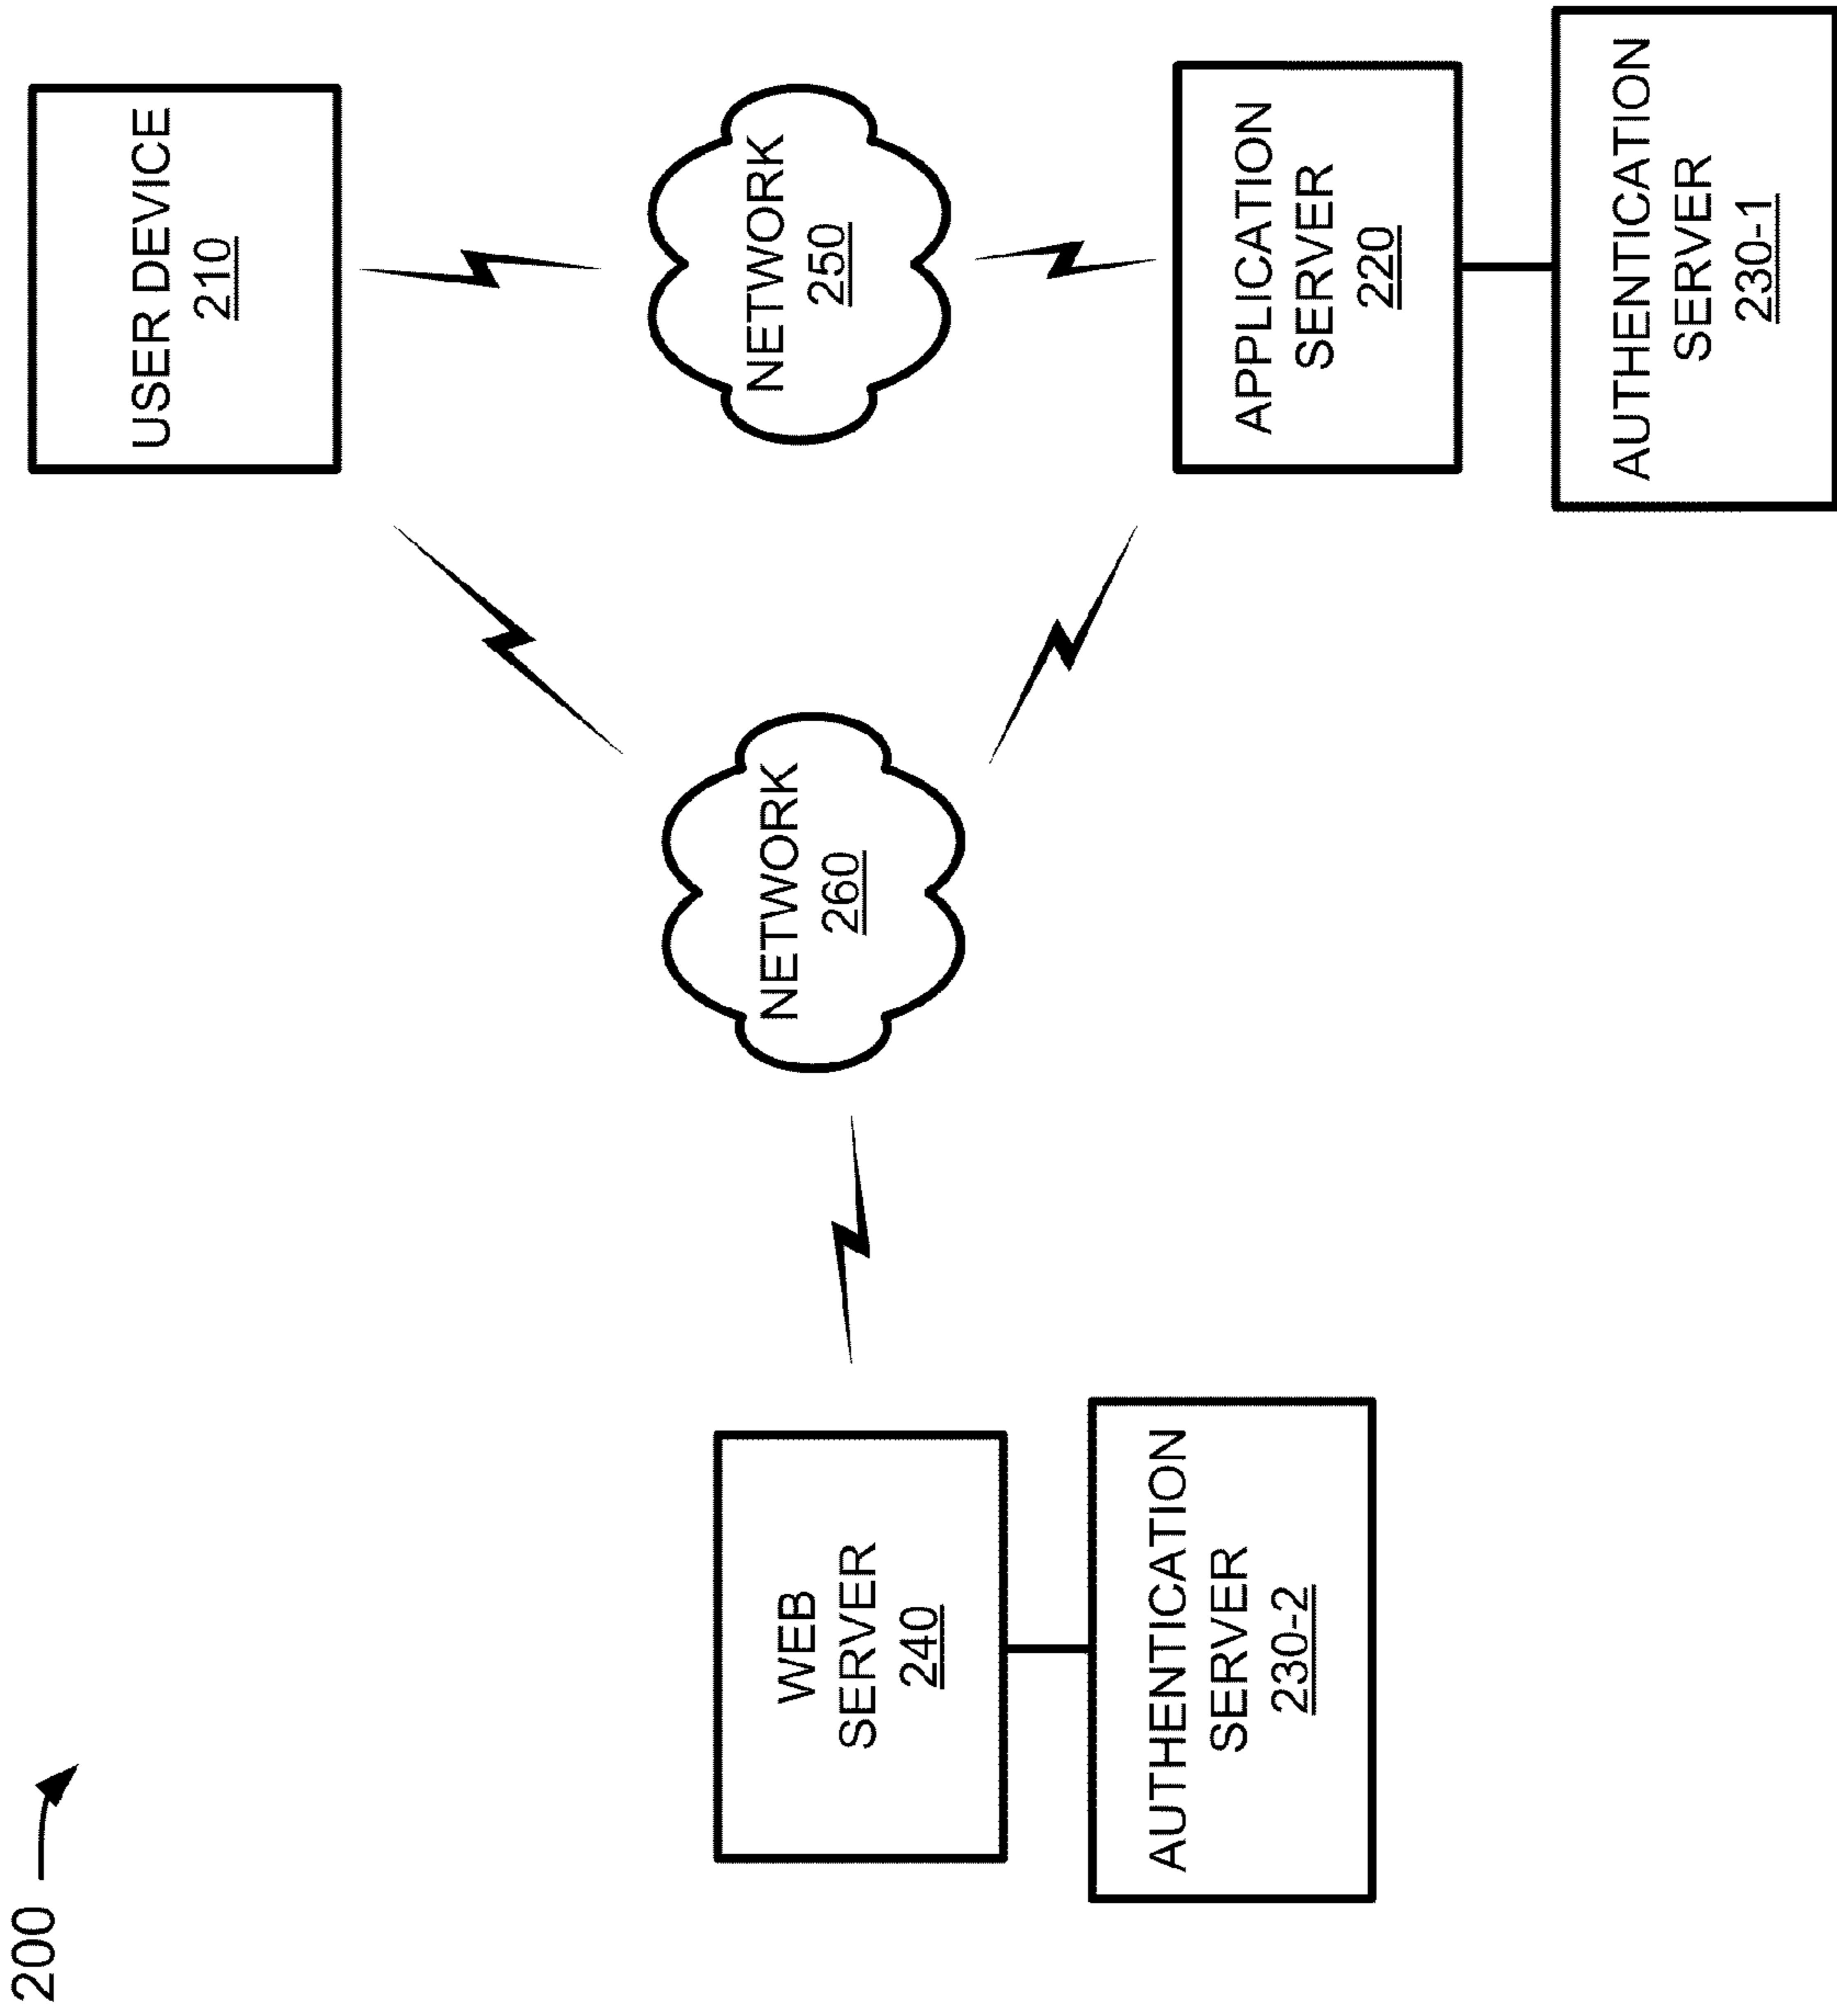 200
USER DEVICE
210
NETWORK
250
NETWORK
260
WEB
SERVER
240
AUTHENTICATION
SERVER
230-2
APPLICATION
SERVER
220
AUTHENTICATION
SERVER
230-1